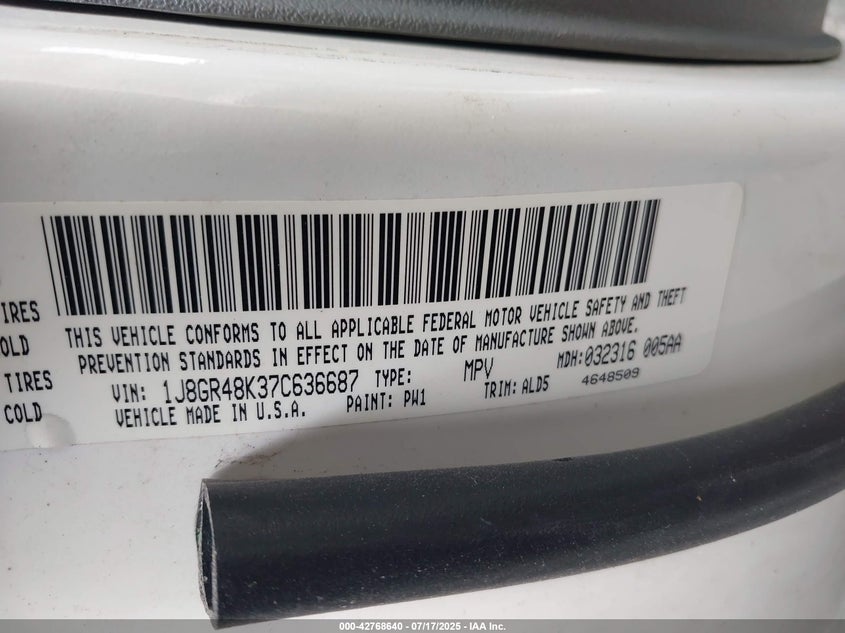 IRES
OLD
TIRES
COLD
THIS VEHICLE CONFORMS TO ALL APPLICABLE FEDERAL MOTOR VEHICLE SAFETY AND THEFT
PREVENTION STANDARDS IN EFFECT ON THE DATE OF MANUFACTURE SHOWN ABOVE.
VIN: 1J8GR48K37C636687 TYPE: MPV MDH:032316 005AA
VEHICLE MADE IN U.S.A. PAINT: PW1 TRIM: ALD5 4648509
000-42768640 - 07/17/2025 - IAA Inc.